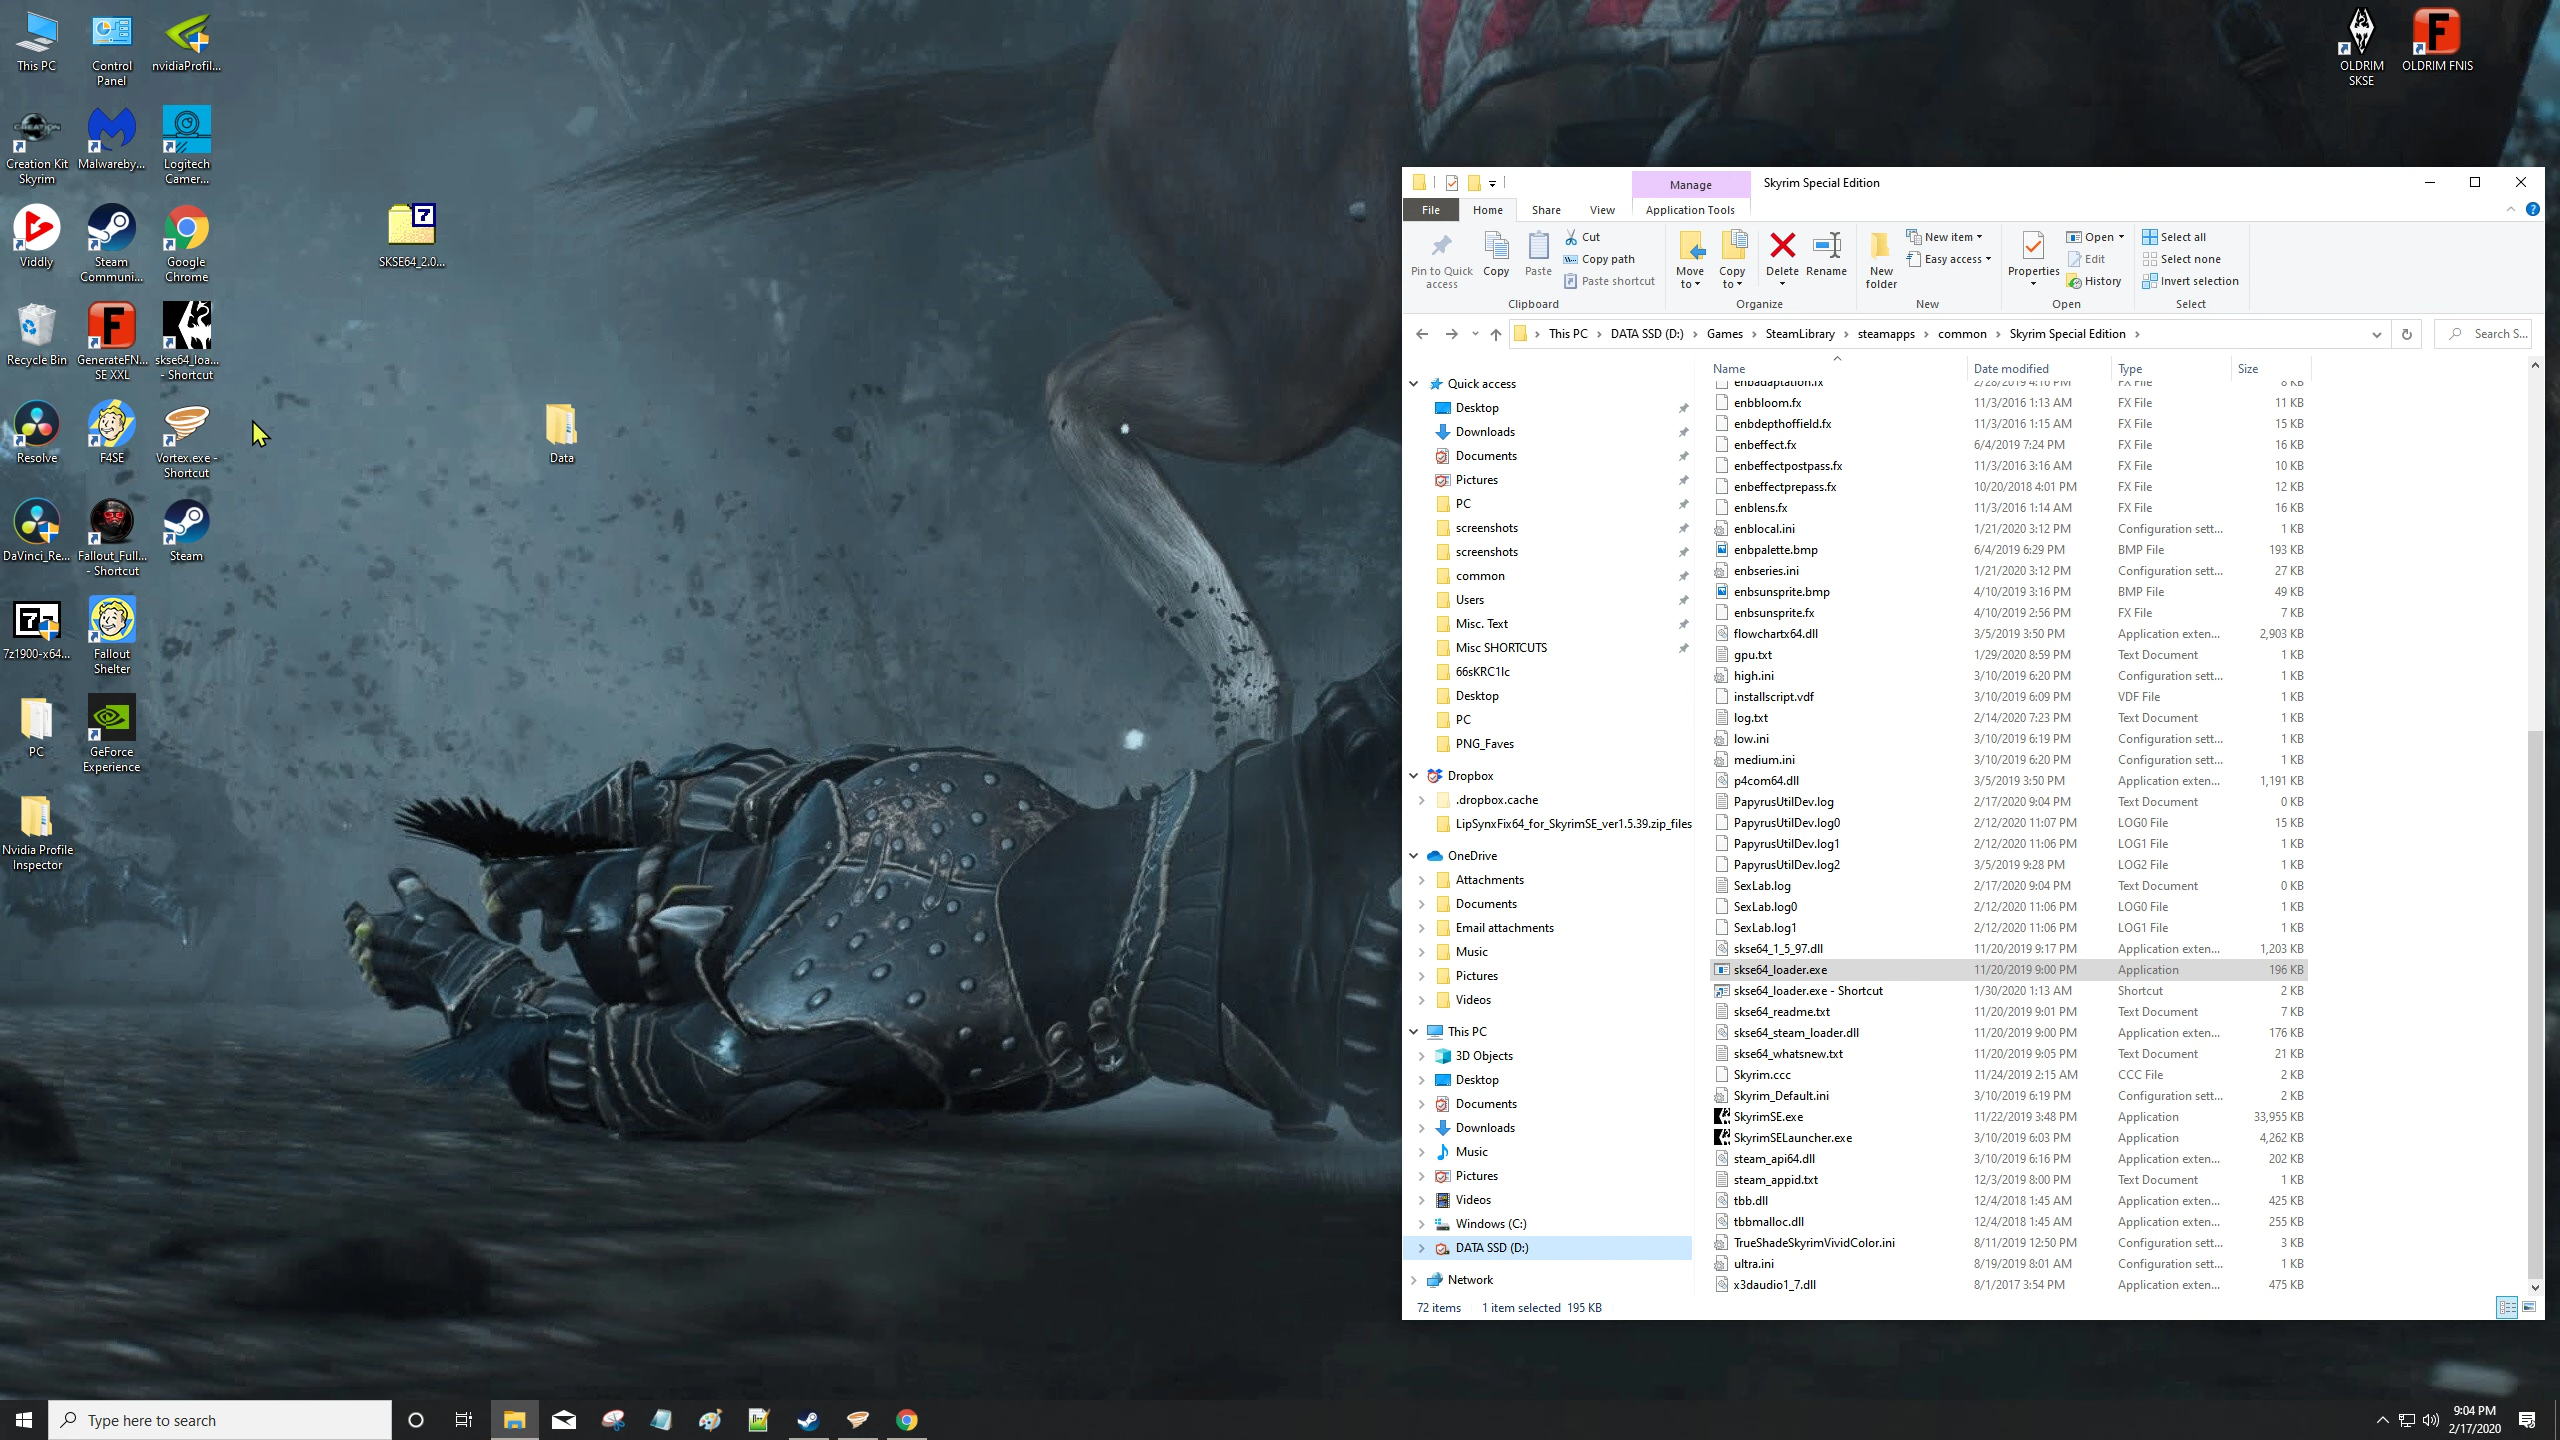 This PC
Control
Panel
nvidiaProfil...
Creation Kit
Skyrim
Malwareby...
Logitech
Camer...
Viddly
Steam
Communi...
Google
Chrome
Recycle Bin
GenerateFN...
SE XXL
skse64_loa...
- Shortcut
Resolve
F4SE
Vortex.exe -
Shortcut
DaVinci_Re...
Fallout_Full...
- Shortcut
Steam
7z1900-x64...
Fallout
Shelter
PC
GeForce
Experience
Nvidia Profile
Inspector
SKSE64_2.0...
Data
OLDRIM
SKSE
OLDRIM FNIS
Manage
Skyrim Special Edition
File
Home
Share
View
Application Tools
Pin to Quick
access
Copy
Paste
Cut
Copy path
Paste shortcut
Clipboard
Move
to
Copy
to
Delete
Rename
Organize
New
folder
New item
Easy access
New
Properties
Open
Edit
History
Open
Select all
Select none
Invert selection
Select
This PC > DATA SSD (D:) > Games > SteamLibrary > steamapps > common > Skyrim Special Edition >
Search S...
Quick access
Desktop
Downloads
Documents
Pictures
PC
screenshots
screenshots
common
Users
Misc. Text
Misc SHORTCUTS
66sKRC1lc
Desktop
PC
PNG_Faves
Dropbox
.dropbox.cache
LipSynxFix64_for_SkyrimSE_ver1.5.39.zip_files
OneDrive
Attachments
Documents
Email attachments
Music
Pictures
Videos
This PC
3D Objects
Desktop
Documents
Downloads
Music
Pictures
Videos
Windows (C:)
DATA SSD (D:)
Network
Name Date modified Type Size
enbadaptation.fx 2/28/2019 4:16 PM FX File 8 KB
enbbloom.fx 11/3/2016 1:13 AM FX File 11 KB
enbdepthoffield.fx 11/3/2016 1:15 AM FX File 15 KB
enbeffect.fx 6/4/2019 7:24 PM FX File 16 KB
enbeffectpostpass.fx 11/3/2016 3:16 AM FX File 10 KB
enbeffectprepass.fx 10/20/2018 4:01 PM FX File 12 KB
enblens.fx 11/3/2016 1:14 AM FX File 16 KB
enblocal.ini 1/21/2020 3:12 PM Configuration sett... 1 KB
enbpalette.bmp 6/4/2019 6:29 PM BMP File 193 KB
enbseries.ini 1/21/2020 3:12 PM Configuration sett... 27 KB
enbsunsprite.bmp 4/10/2019 3:16 PM BMP File 49 KB
enbsunsprite.fx 4/10/2019 2:56 PM FX File 7 KB
flowchartx64.dll 3/5/2019 3:50 PM Application exten... 2,903 KB
gpu.txt 1/29/2020 8:59 PM Text Document 1 KB
high.ini 3/10/2019 6:20 PM Configuration sett... 1 KB
installscript.vdf 3/10/2019 6:09 PM VDF File 1 KB
log.txt 2/14/2020 7:23 PM Text Document 1 KB
low.ini 3/10/2019 6:19 PM Configuration sett... 1 KB
medium.ini 3/10/2019 6:20 PM Configuration sett... 1 KB
p4com64.dll 3/5/2019 3:50 PM Application exten... 1,191 KB
PapyrusUtilDev.log 2/17/2020 9:04 PM Text Document 0 KB
PapyrusUtilDev.log0 2/12/2020 11:07 PM LOG0 File 15 KB
PapyrusUtilDev.log1 2/12/2020 11:06 PM LOG1 File 1 KB
PapyrusUtilDev.log2 3/5/2019 9:28 PM LOG2 File 1 KB
SexLab.log 2/17/2020 9:04 PM Text Document 0 KB
SexLab.log0 2/12/2020 11:06 PM LOG0 File 1 KB
SexLab.log1 2/12/2020 11:06 PM LOG1 File 1 KB
skse64_1_5_97.dll 11/20/2019 9:17 PM Application exten... 1,203 KB
skse64_loader.exe 11/20/2019 9:00 PM Application 196 KB
skse64_loader.exe - Shortcut 1/30/2020 1:13 AM Shortcut 2 KB
skse64_readme.txt 11/20/2019 9:01 PM Text Document 7 KB
skse64_steam_loader.dll 11/20/2019 9:00 PM Application exten... 176 KB
skse64_whatsnew.txt 11/20/2019 9:05 PM Text Document 21 KB
Skyrim.ccc 11/24/2019 2:15 AM CCC File 2 KB
Skyrim_Default.ini 3/10/2019 6:19 PM Configuration sett... 2 KB
SkyrimSE.exe 11/22/2019 3:48 PM Application 33,955 KB
SkyrimSELauncher.exe 3/10/2019 6:03 PM Application 4,262 KB
steam_api64.dll 3/10/2019 6:16 PM Application exten... 202 KB
steam_appid.txt 12/3/2019 8:00 PM Text Document 1 KB
tbb.dll 12/4/2018 1:45 AM Application exten... 425 KB
tbbmalloc.dll 12/4/2018 1:45 AM Application exten... 255 KB
TrueShadeSkyrimVividColor.ini 8/11/2019 12:50 PM Configuration sett... 3 KB
ultra.ini 8/19/2019 8:01 AM Configuration sett... 1 KB
x3daudio1_7.dll 8/1/2017 3:54 PM Application exten... 475 KB
72 items 1 item selected 195 KB
Type here to search
9:04 PM
2/17/2020